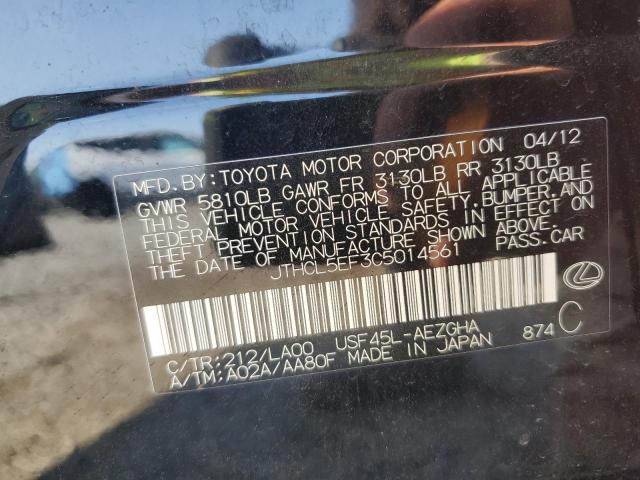 MFD.BY:TOYOTA MOTOR CORPORATION 04/12
GVWR 5810LB GAWR FR 3130LB RR 3130LB
THIS VEHICLE CONFORMS TO ALL APPLICABLE
FEDERAL MOTOR VEHICLE SAFETY,BUMPER,AND
THEFT PREVENTION STANDARDS IN EFFECT ON
THE DATE OF MANUFACTURE SHOWN ABOVE.
JTHCL5EF3C5014561 PASS.CAR
C/TR:212/LA00 USF45L-AEZGHA 874 C
A/TM:A02A/AA80F MADE IN JAPAN